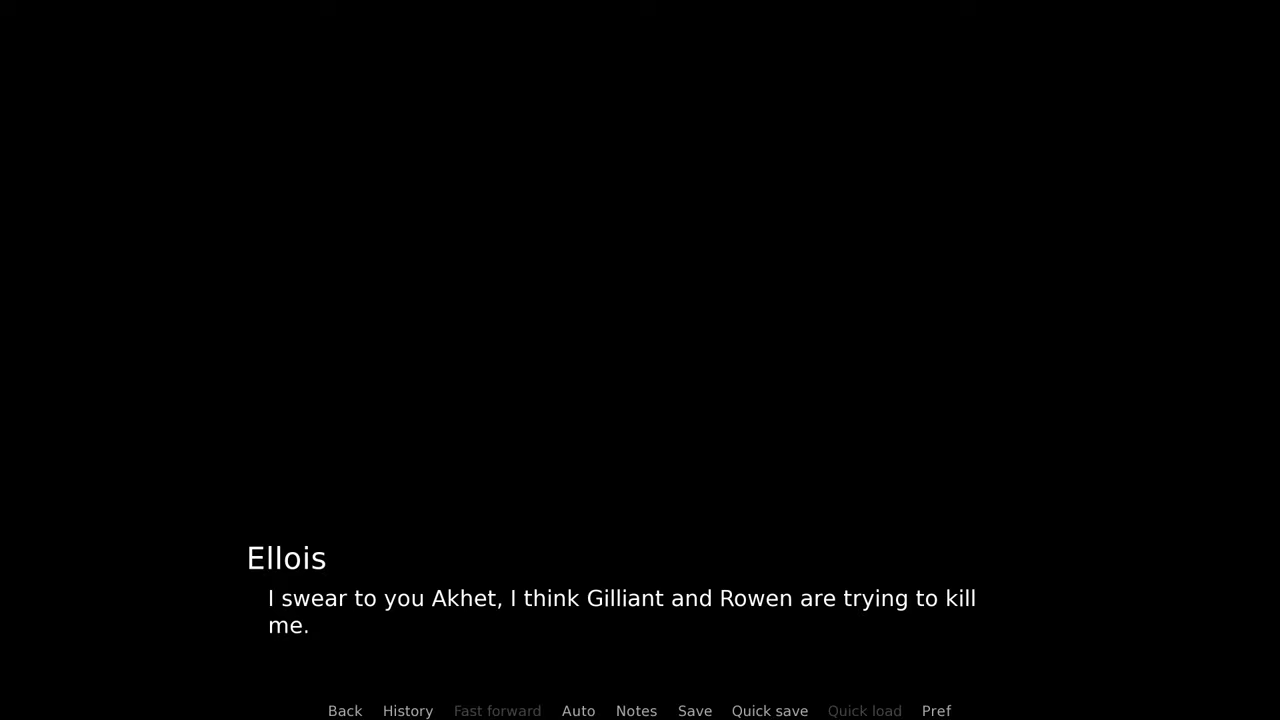 Ellois
I swear to you Akhet, I think Gilliant and Rowen are trying to kill
me.
Back History Fast forward Auto Notes Save Quick save Quick load Pref